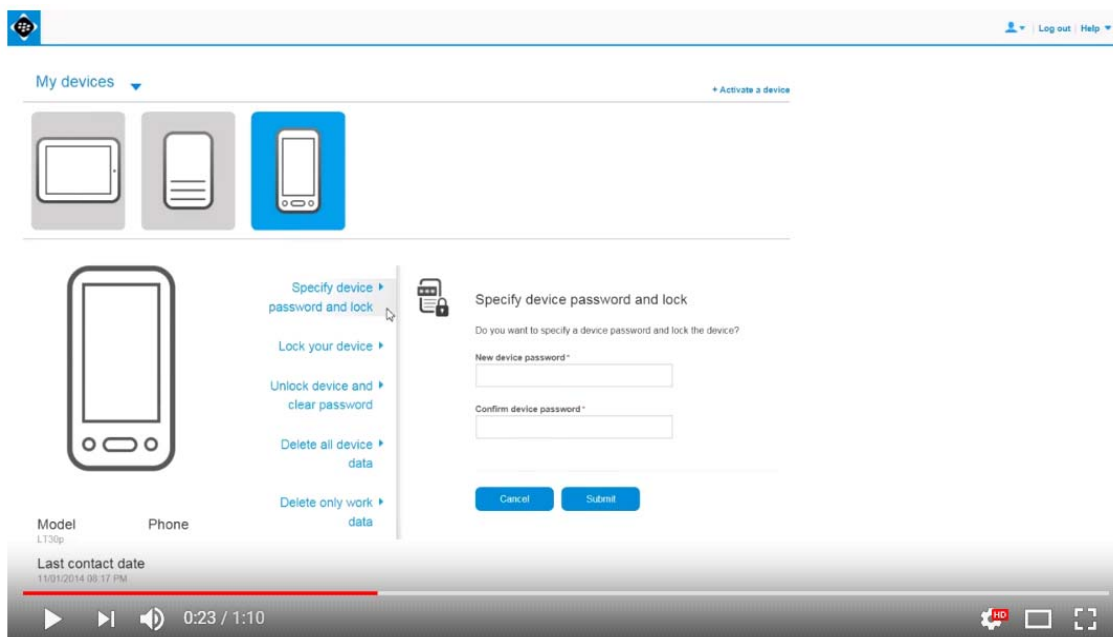 Log out | Help
My devices
+ Activate a device
Specify device
password and lock
Lock your device
Unlock device and
clear password
Delete all device
data
Delete only work
data
Specify device password and lock
Do you want to specify a device password and lock the device?
New device password*
Confirm device password*
Cancel Submit
Model Phone
LT30p
Last contact date
11/01/2014 08:17 PM
0:23 / 1:10
HD